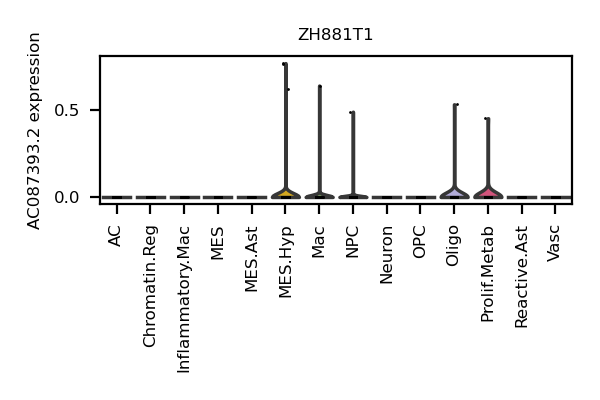 ZH881T1
AC087393.2 expression
0.5
0.0
AC
Chromatin.Reg
Inflammatory.Mac
MES
MES.Ast
MES.Hyp
Mac
NPC
Neuron
OPC
Oligo
Prolif.Metab
Reactive.Ast
Vasc